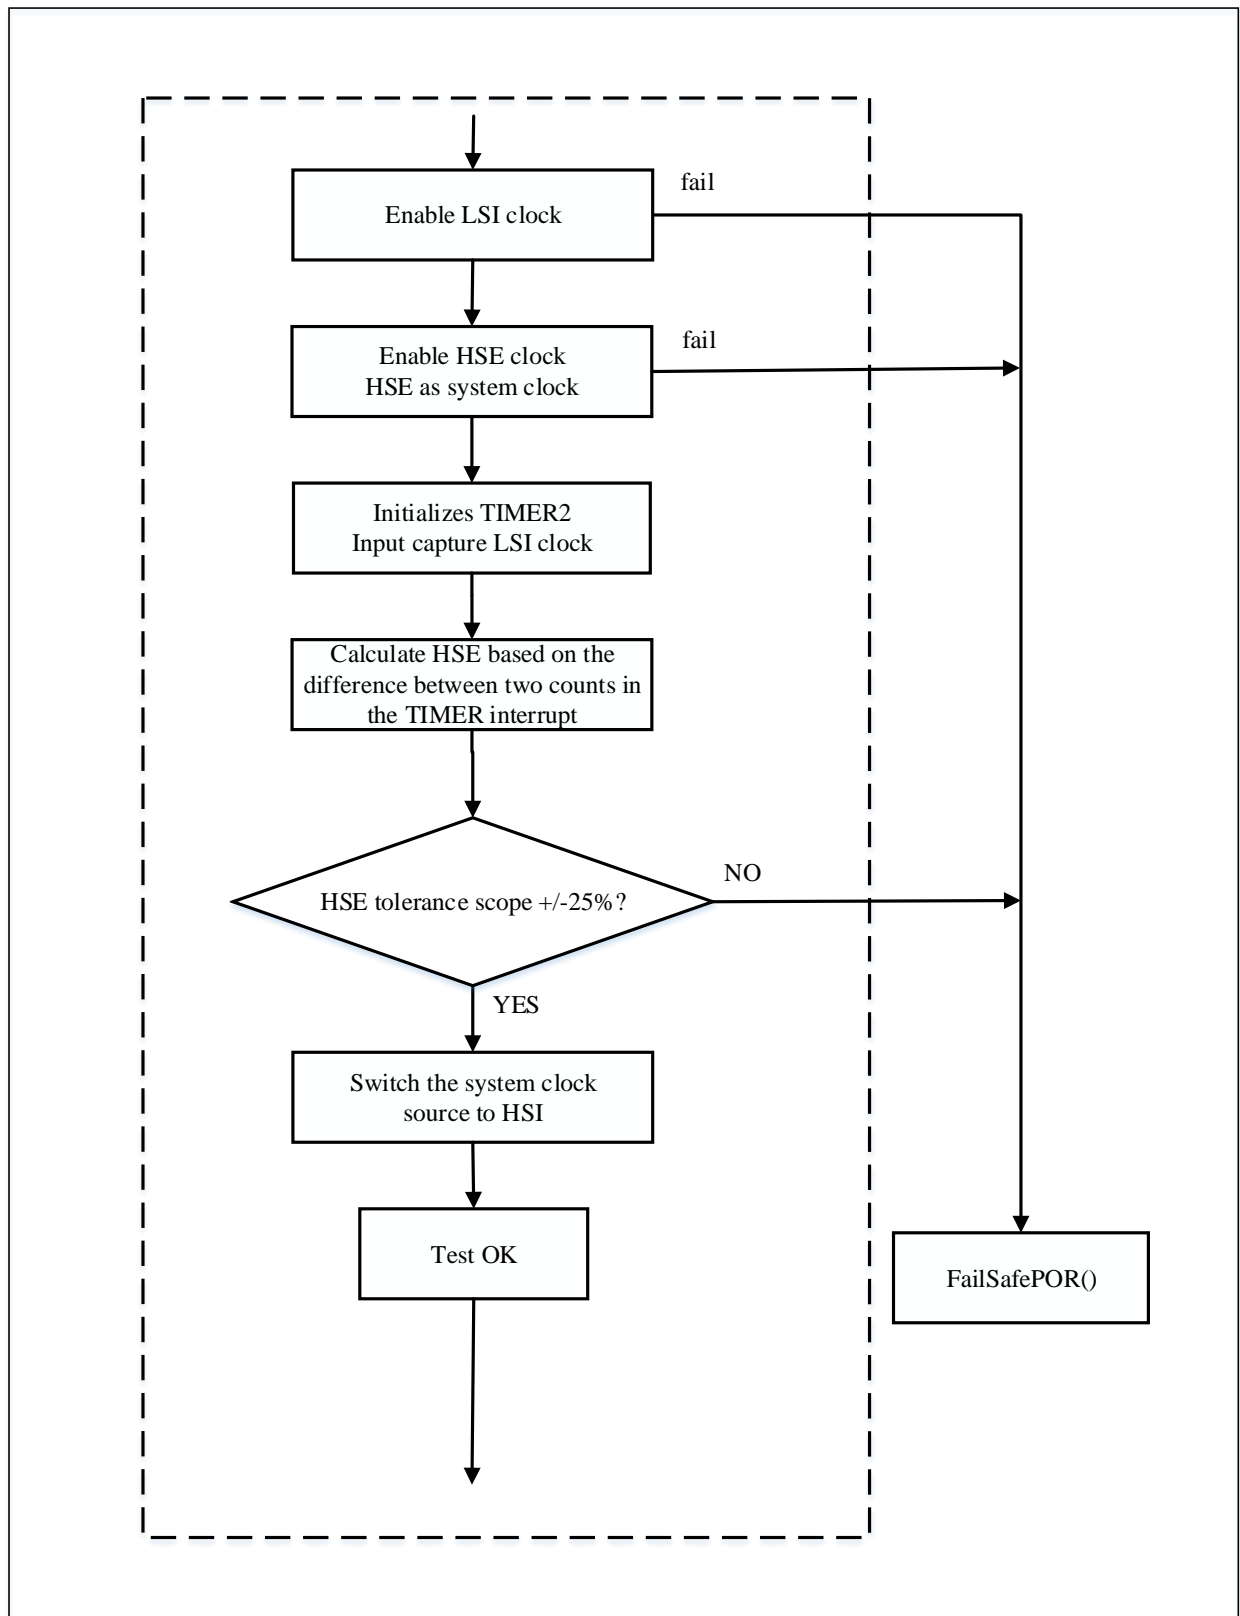 fail
Enable LSI clock
fail
Enable HSE clock
HSE as system clock
Initializes TIMER2
Input capture LSI clock
Calculate HSE based on the
difference between two counts in
the TIMER interrupt
NO
HSE tolerance scope +/-25%?
YES
Switch the system clock
source to HSI
Test OK
FailSafePOR()